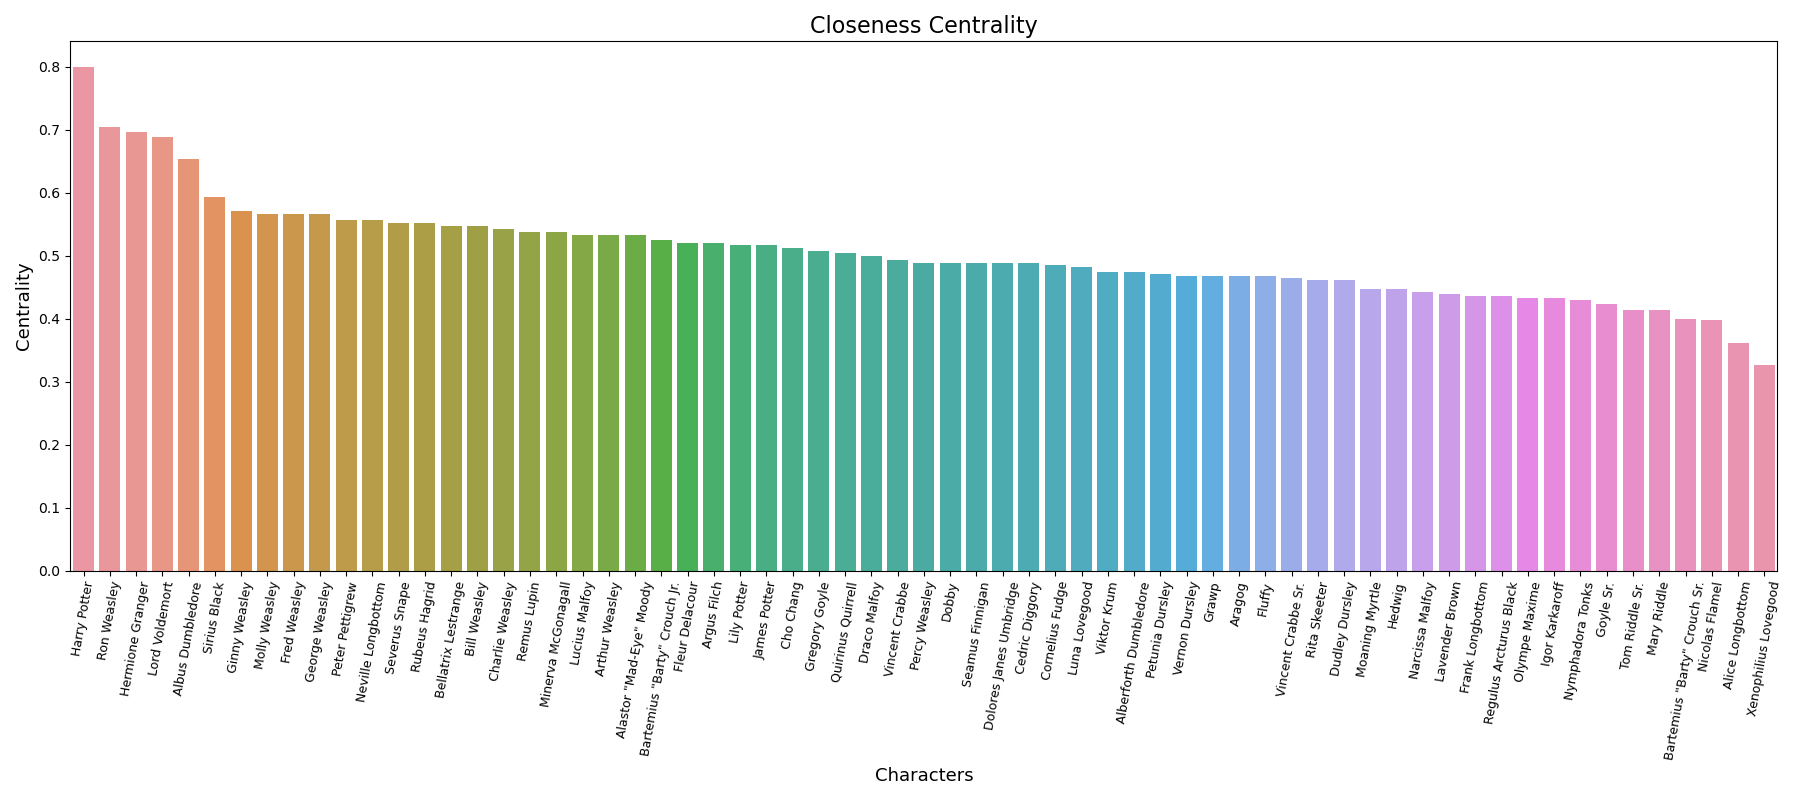 Closeness Centrality
Centrality
0.8
0.7
0.6
0.5
0.4
0.3
0.2
0.1
0.0
Harry Potter
Ron Weasley
Hermione Granger
Lord Voldemort
Albus Dumbledore
Sirius Black
Ginny Weasley
Molly Weasley
Fred Weasley
George Weasley
Peter Pettigrew
Neville Longbottom
Severus Snape
Rubeus Hagrid
Bellatrix Lestrange
Bill Weasley
Charlie Weasley
Remus Lupin
Minerva McGonagall
Lucius Malfoy
Arthur Weasley
Alastor "Mad-Eye" Moody
Bartemius "Barty" Crouch Jr.
Fleur Delacour
Argus Filch
Lily Potter
James Potter
Cho Chang
Gregory Goyle
Quirinus Quirrell
Draco Malfoy
Vincent Crabbe
Percy Weasley
Dobby
Seamus Finnigan
Dolores Janes Umbridge
Cedric Diggory
Cornelius Fudge
Luna Lovegood
Viktor Krum
Alberforth Dumbledore
Petunia Dursley
Vernon Dursley
Grawp
Aragog
Fluffy
Vincent Crabbe Sr.
Rita Skeeter
Dudley Dursley
Moaning Myrtle
Hedwig
Narcissa Malfoy
Lavender Brown
Frank Longbottom
Regulus Arcturus Black
Olympe Maxime
Igor Karkaroff
Nymphadora Tonks
Goyle Sr.
Tom Riddle Sr.
Mary Riddle
Bartemius "Barty" Crouch Sr.
Nicolas Flamel
Alice Longbottom
Xenophilius Lovegood
Characters